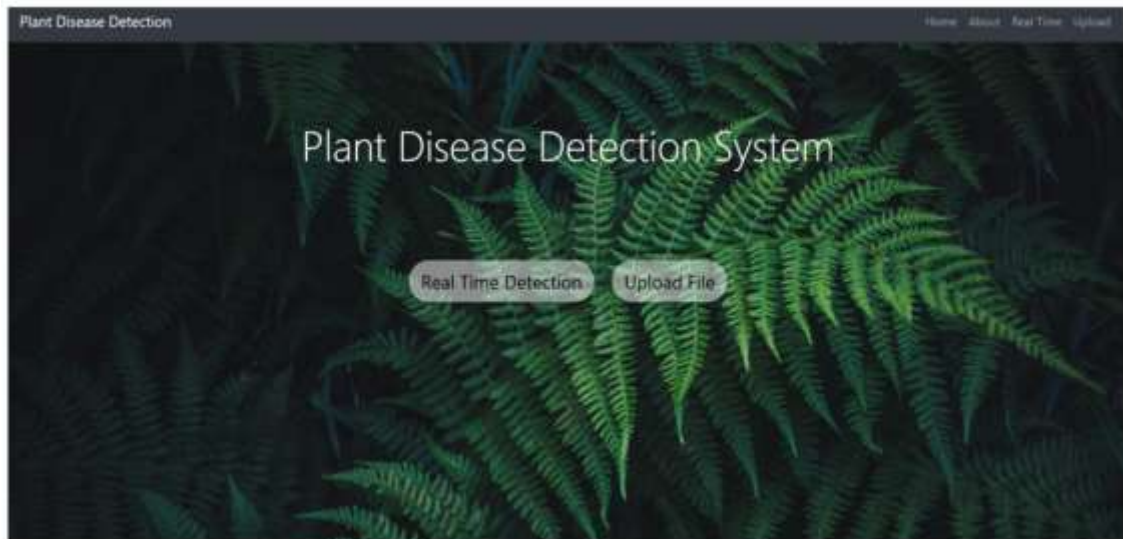 Plant Disease Detection
Home About Real Time Upload
Plant Disease Detection System
Real Time Detection
Upload File